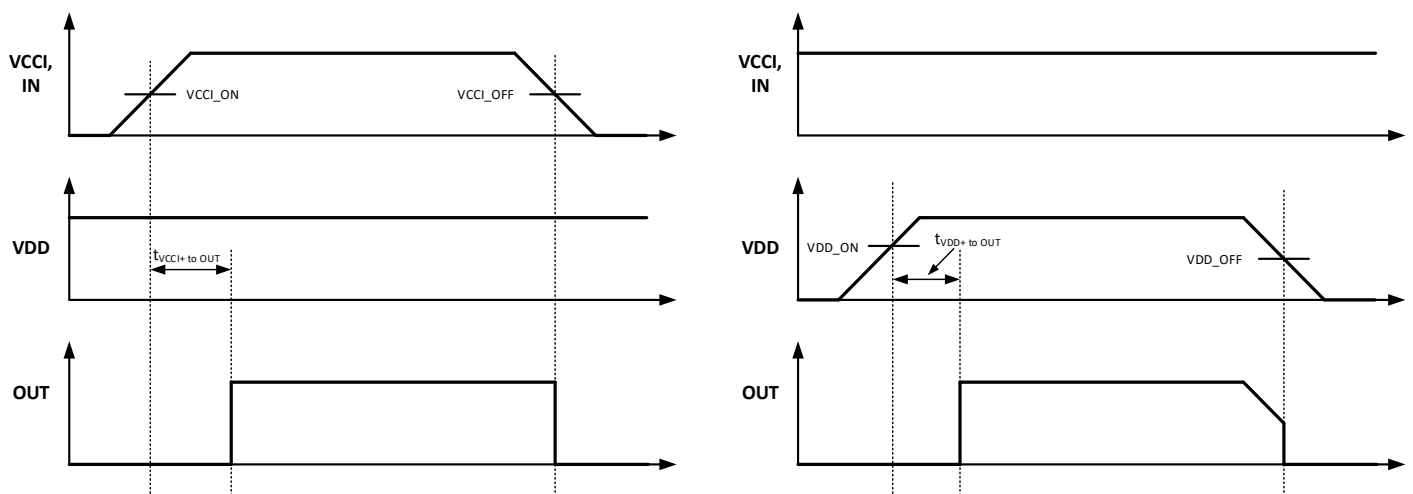 VCCI,
IN
VCCI_ON
VCCI_OFF
VDD
tVCCI+ to OUT
OUT
VCCI,
IN
VDD
VDD_ON
tVDD+ to OUT
VDD_OFF
OUT